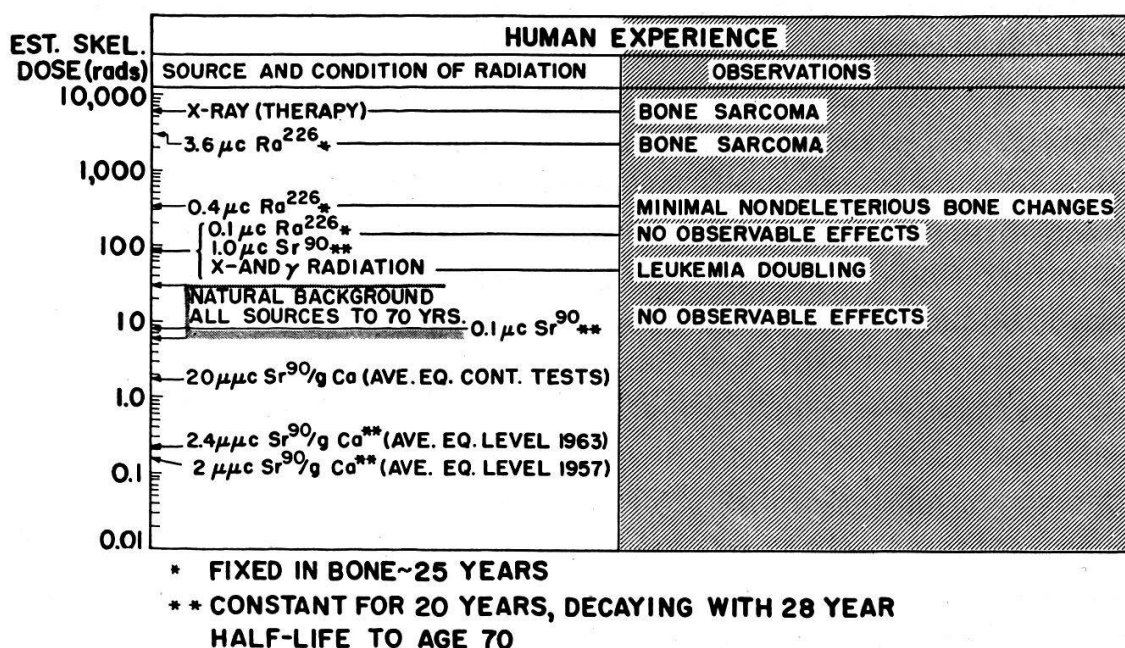 HUMAN EXPERIENCE
EST. SKEL.
DOSE (rads)
SOURCE AND CONDITION OF RADIATION
OBSERVATIONS
10,000
X-RAY (THERAPY)
BONE SARCOMA
3.6 μc Ra²²⁶*
BONE SARCOMA
1,000
0.4 μc Ra²²⁶*
MINIMAL NONDELETERIOUS BONE CHANGES
0.1 μc Ra²²⁶*
NO OBSERVABLE EFFECTS
100
1.0 μc Sr⁹⁰**
X-AND γ RADIATION
LEUKEMIA DOUBLING
NATURAL BACKGROUND
ALL SOURCES TO 70 YRS.
NO OBSERVABLE EFFECTS
10
0.1 μc Sr⁹⁰**
20 μμc Sr⁹⁰/g Ca (AVE. EQ. CONT. TESTS)
1.0
2.4 μμc Sr⁹⁰/g Ca** (AVE. EQ. LEVEL 1963)
2 μμc Sr⁹⁰/g Ca** (AVE. EQ. LEVEL 1957)
0.1
0.01
* FIXED IN BONE~25 YEARS
** CONSTANT FOR 20 YEARS, DECAYING WITH 28 YEAR
HALF-LIFE TO AGE 70